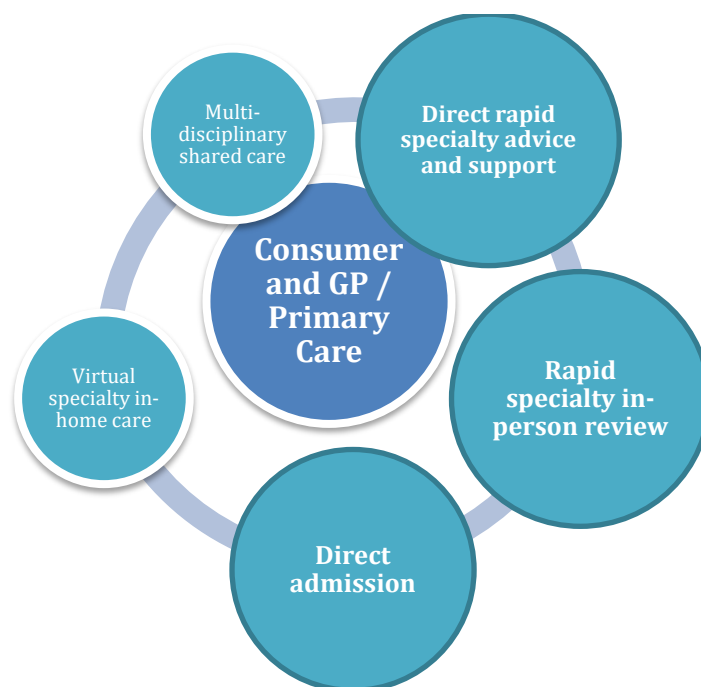 Multi-
disciplinary
shared care
Direct rapid
specialty advice
and support
Consumer
and GP /
Primary
Care
Virtual
specialty in-
home care
Rapid
specialty in-
person review
Direct
admission